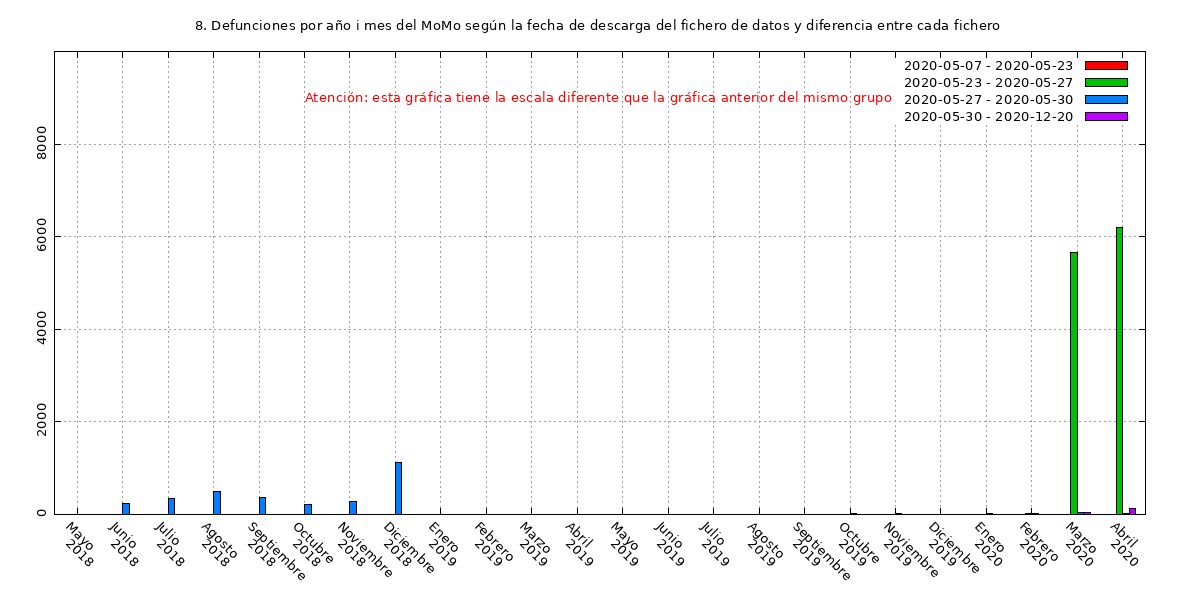 8. Defunciones por año i mes del MoMo según la fecha de descarga del fichero de datos y diferencia entre cada fichero
2020-05-07 - 2020-05-23
2020-05-23 - 2020-05-27
Atención: esta gráfica tiene la escala diferente que la gráfica anterior del mismo grupo
2020-05-27 - 2020-05-30
2020-05-30 - 2020-12-20
8000
6000
4000
2000
0
Mayo
2018
Junio
2018
Julio
2018
Agosto
2018
Septiembre
2018
Octubre
2018
Noviembre
2018
Diciembre
2018
Enero
2019
Febrero
2019
Marzo
2019
Abril
2019
Mayo
2019
Junio
2019
Julio
2019
Agosto
2019
Septiembre
2019
Octubre
2019
Noviembre
2019
Diciembre
2019
Enero
2020
Febrero
2020
Marzo
2020
Abril
2020